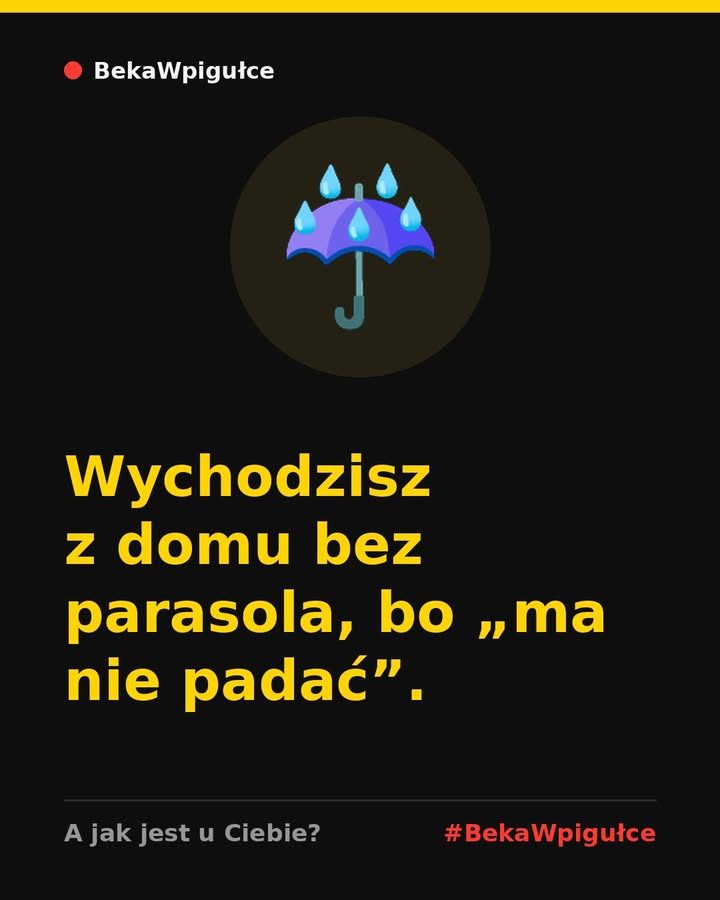 BekaWpigułce
Wychodzisz
z domu bez
parasola, bo „ma
nie padać”.
A jak jest u Ciebie?
#BekaWpigułce